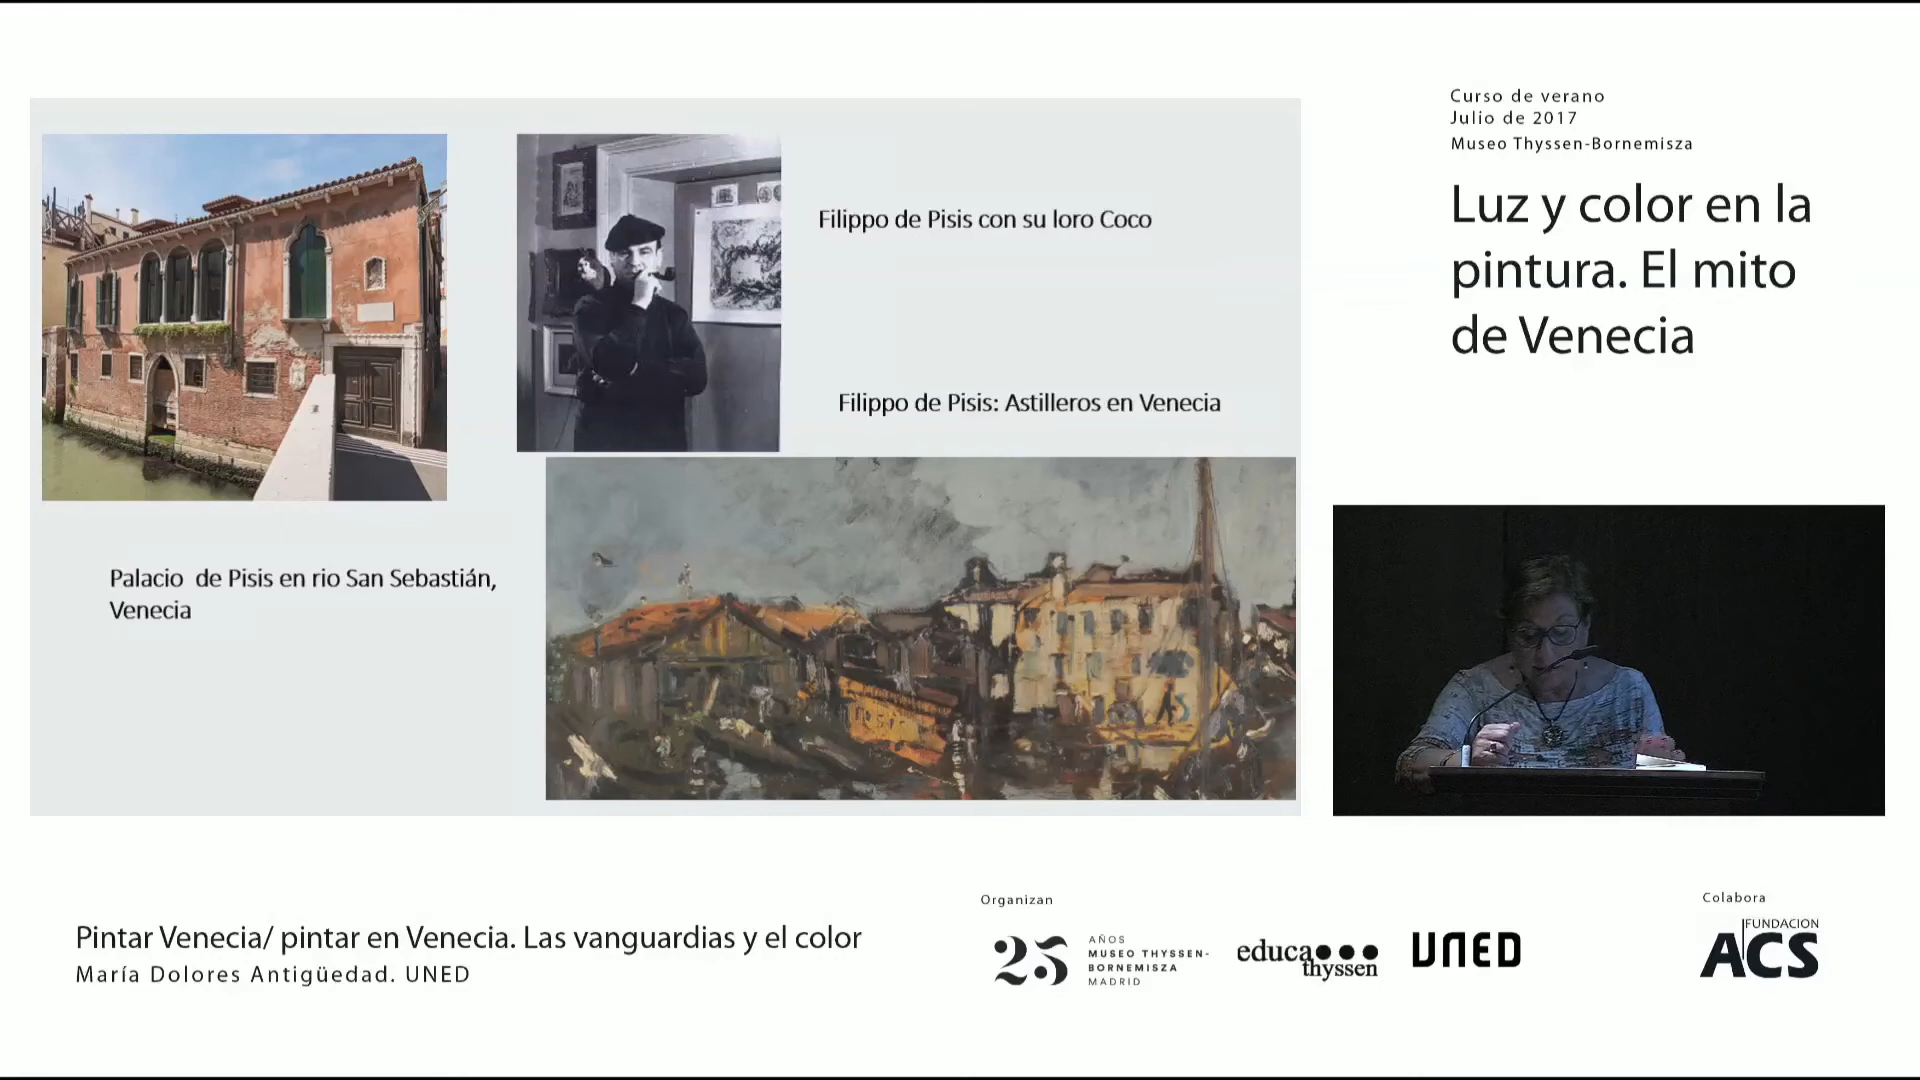 Curso de verano
Julio de 2017
Museo Thyssen-Bornemisza
Luz y color en la
pintura. El mito
de Venecia
Filippo de Pisis con su loro Coco
Filippo de Pisis: Astilleros en Venecia
Palacio  de Pisis en rio San Sebastián,
Venecia
Pintar Venecia/ pintar en Venecia. Las vanguardias y el color
María Dolores Antigüedad. UNED
Organizan
25
AÑOS
MUSEO THYSSEN-
BORNEMISZA
MADRID
educa
thyssen
UNED
Colabora
FUNDACION
ACS